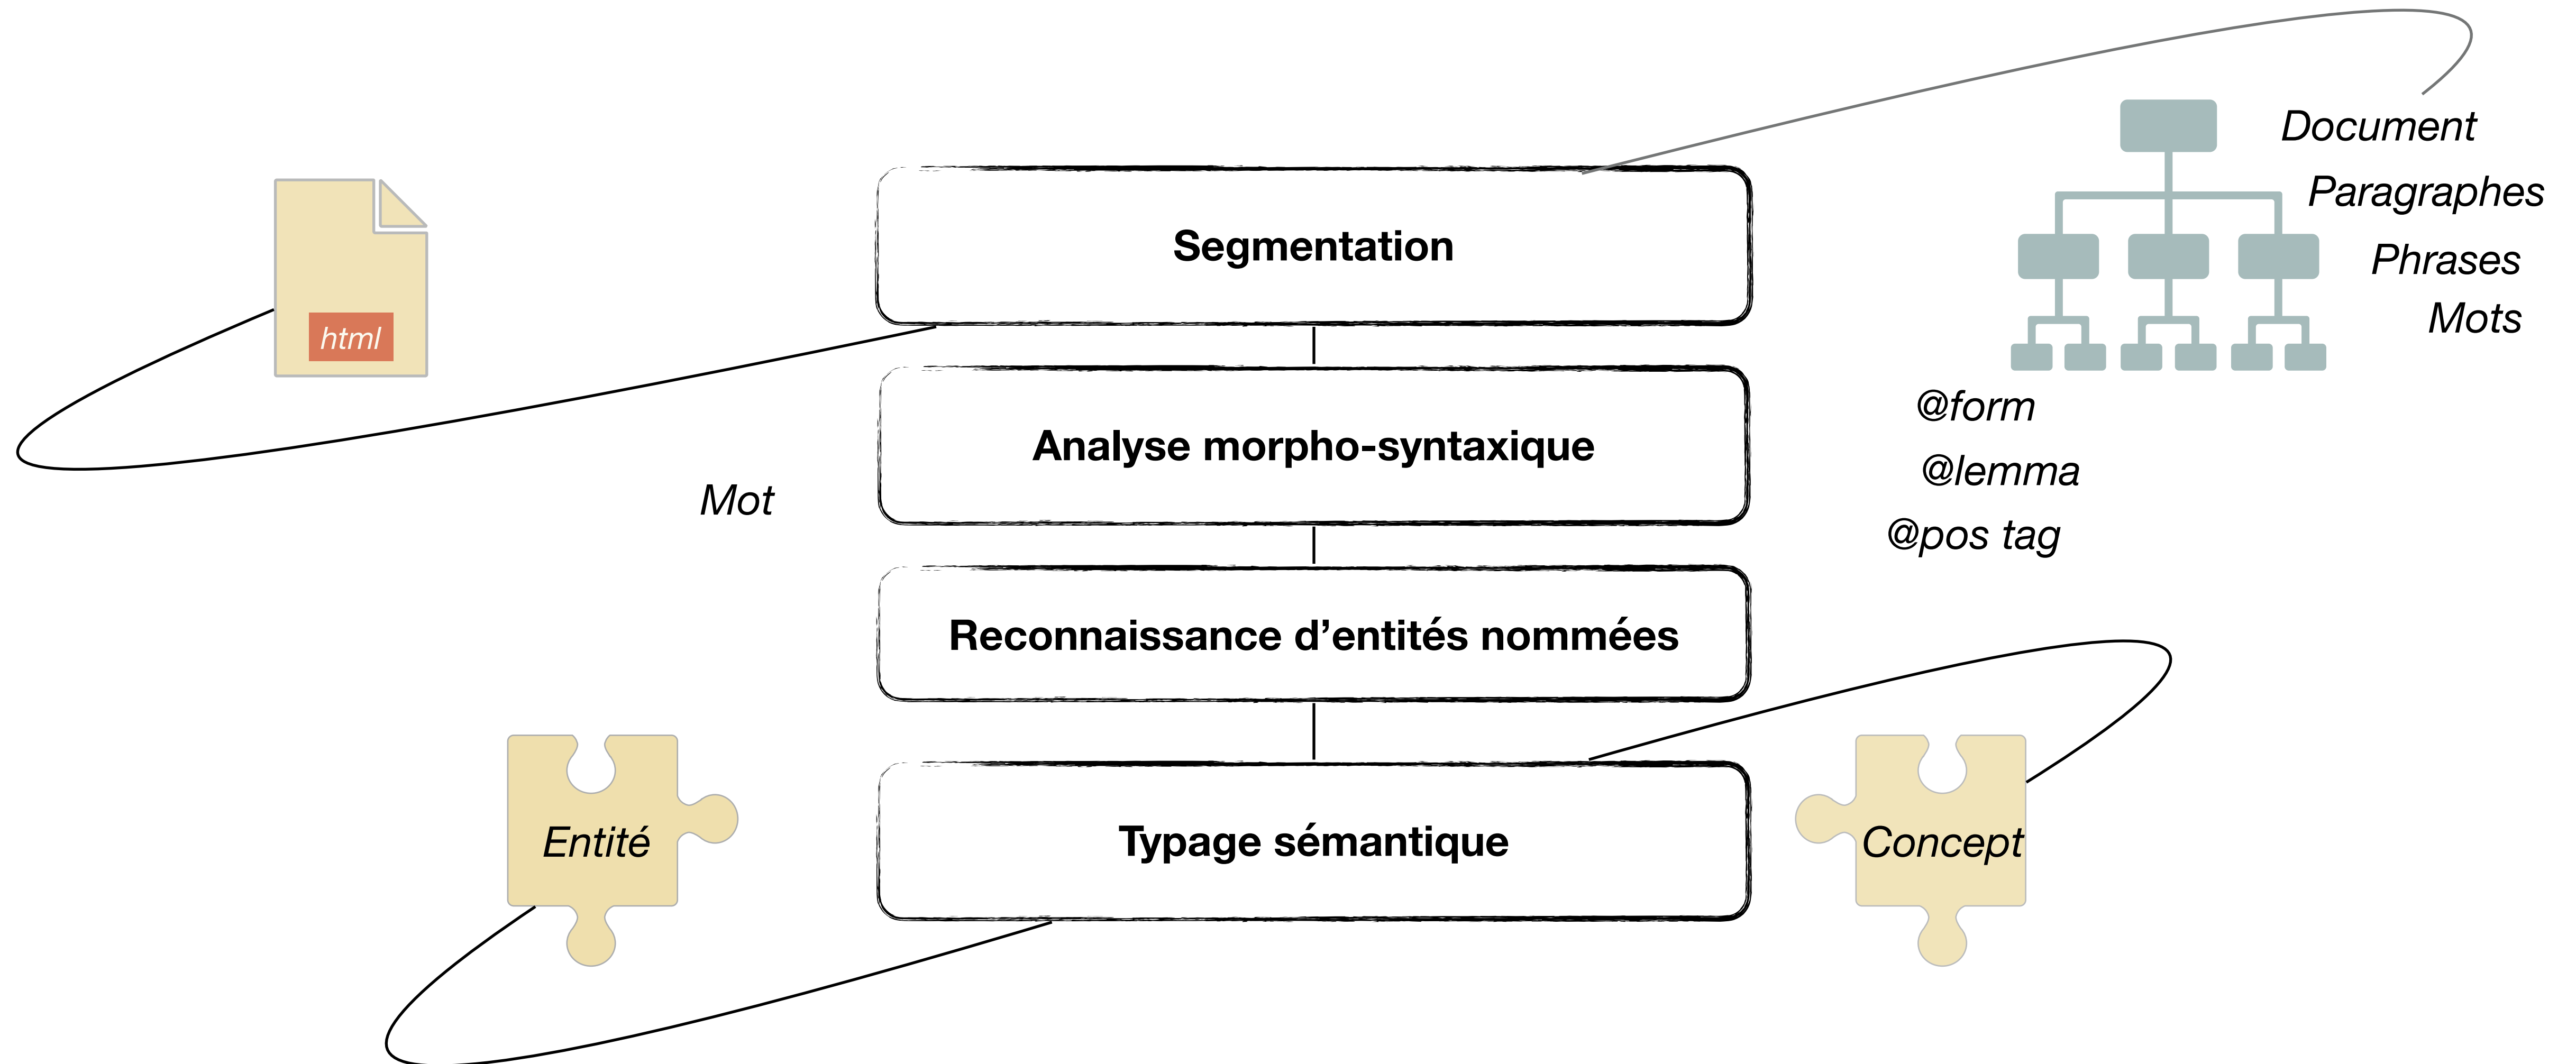 Document
Paragraphes
Segmentation
Phrases
Mots
html
@form
Analyse morpho-syntaxique
@lemma
Mot
@pos tag
Reconnaissance d’entités nommées
Entité
Typage sémantique
Concept